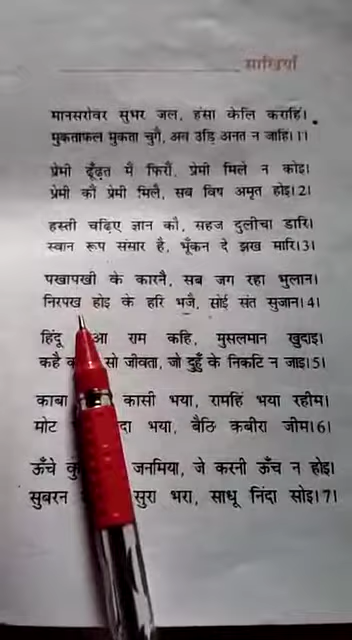 साखियाँ
मानसरोवर सुभर जल, हंसा केलि कराहिं।
मुकताफल मुकता चुगैं, अब उड़ि अनत न जाहिं।1।
प्रेमी ढूँढ़त मैं फिरौं, प्रेमी मिले न कोइ।
प्रेमी कौं प्रेमी मिलै, सब विष अमृत होइ।2।
हस्ती चढ़िए ज्ञान कौ, सहज दुलीचा डारि।
स्वान रूप संसार है, भूँकन दे झख मारि।3।
पखापखी के कारनै, सब जग रहा भुलान।
निरपख होइ के हरि भजै, सोई संत सुजान।4।
हिंदू आ राम कहि, मुसलमान खुदाइ।
कहै सो जीवता, जो दुहुँ के निकटि न जाइ।5।
काबा कासी भया, रामहिं भया रहीम।
मोट दा भया, बैठि कबीरा जीम।6।
ऊँचे जनमिया, जे करनी ऊँच न होइ।
सुबरन सुरा भरा, साधू निंदा सोइ।7।